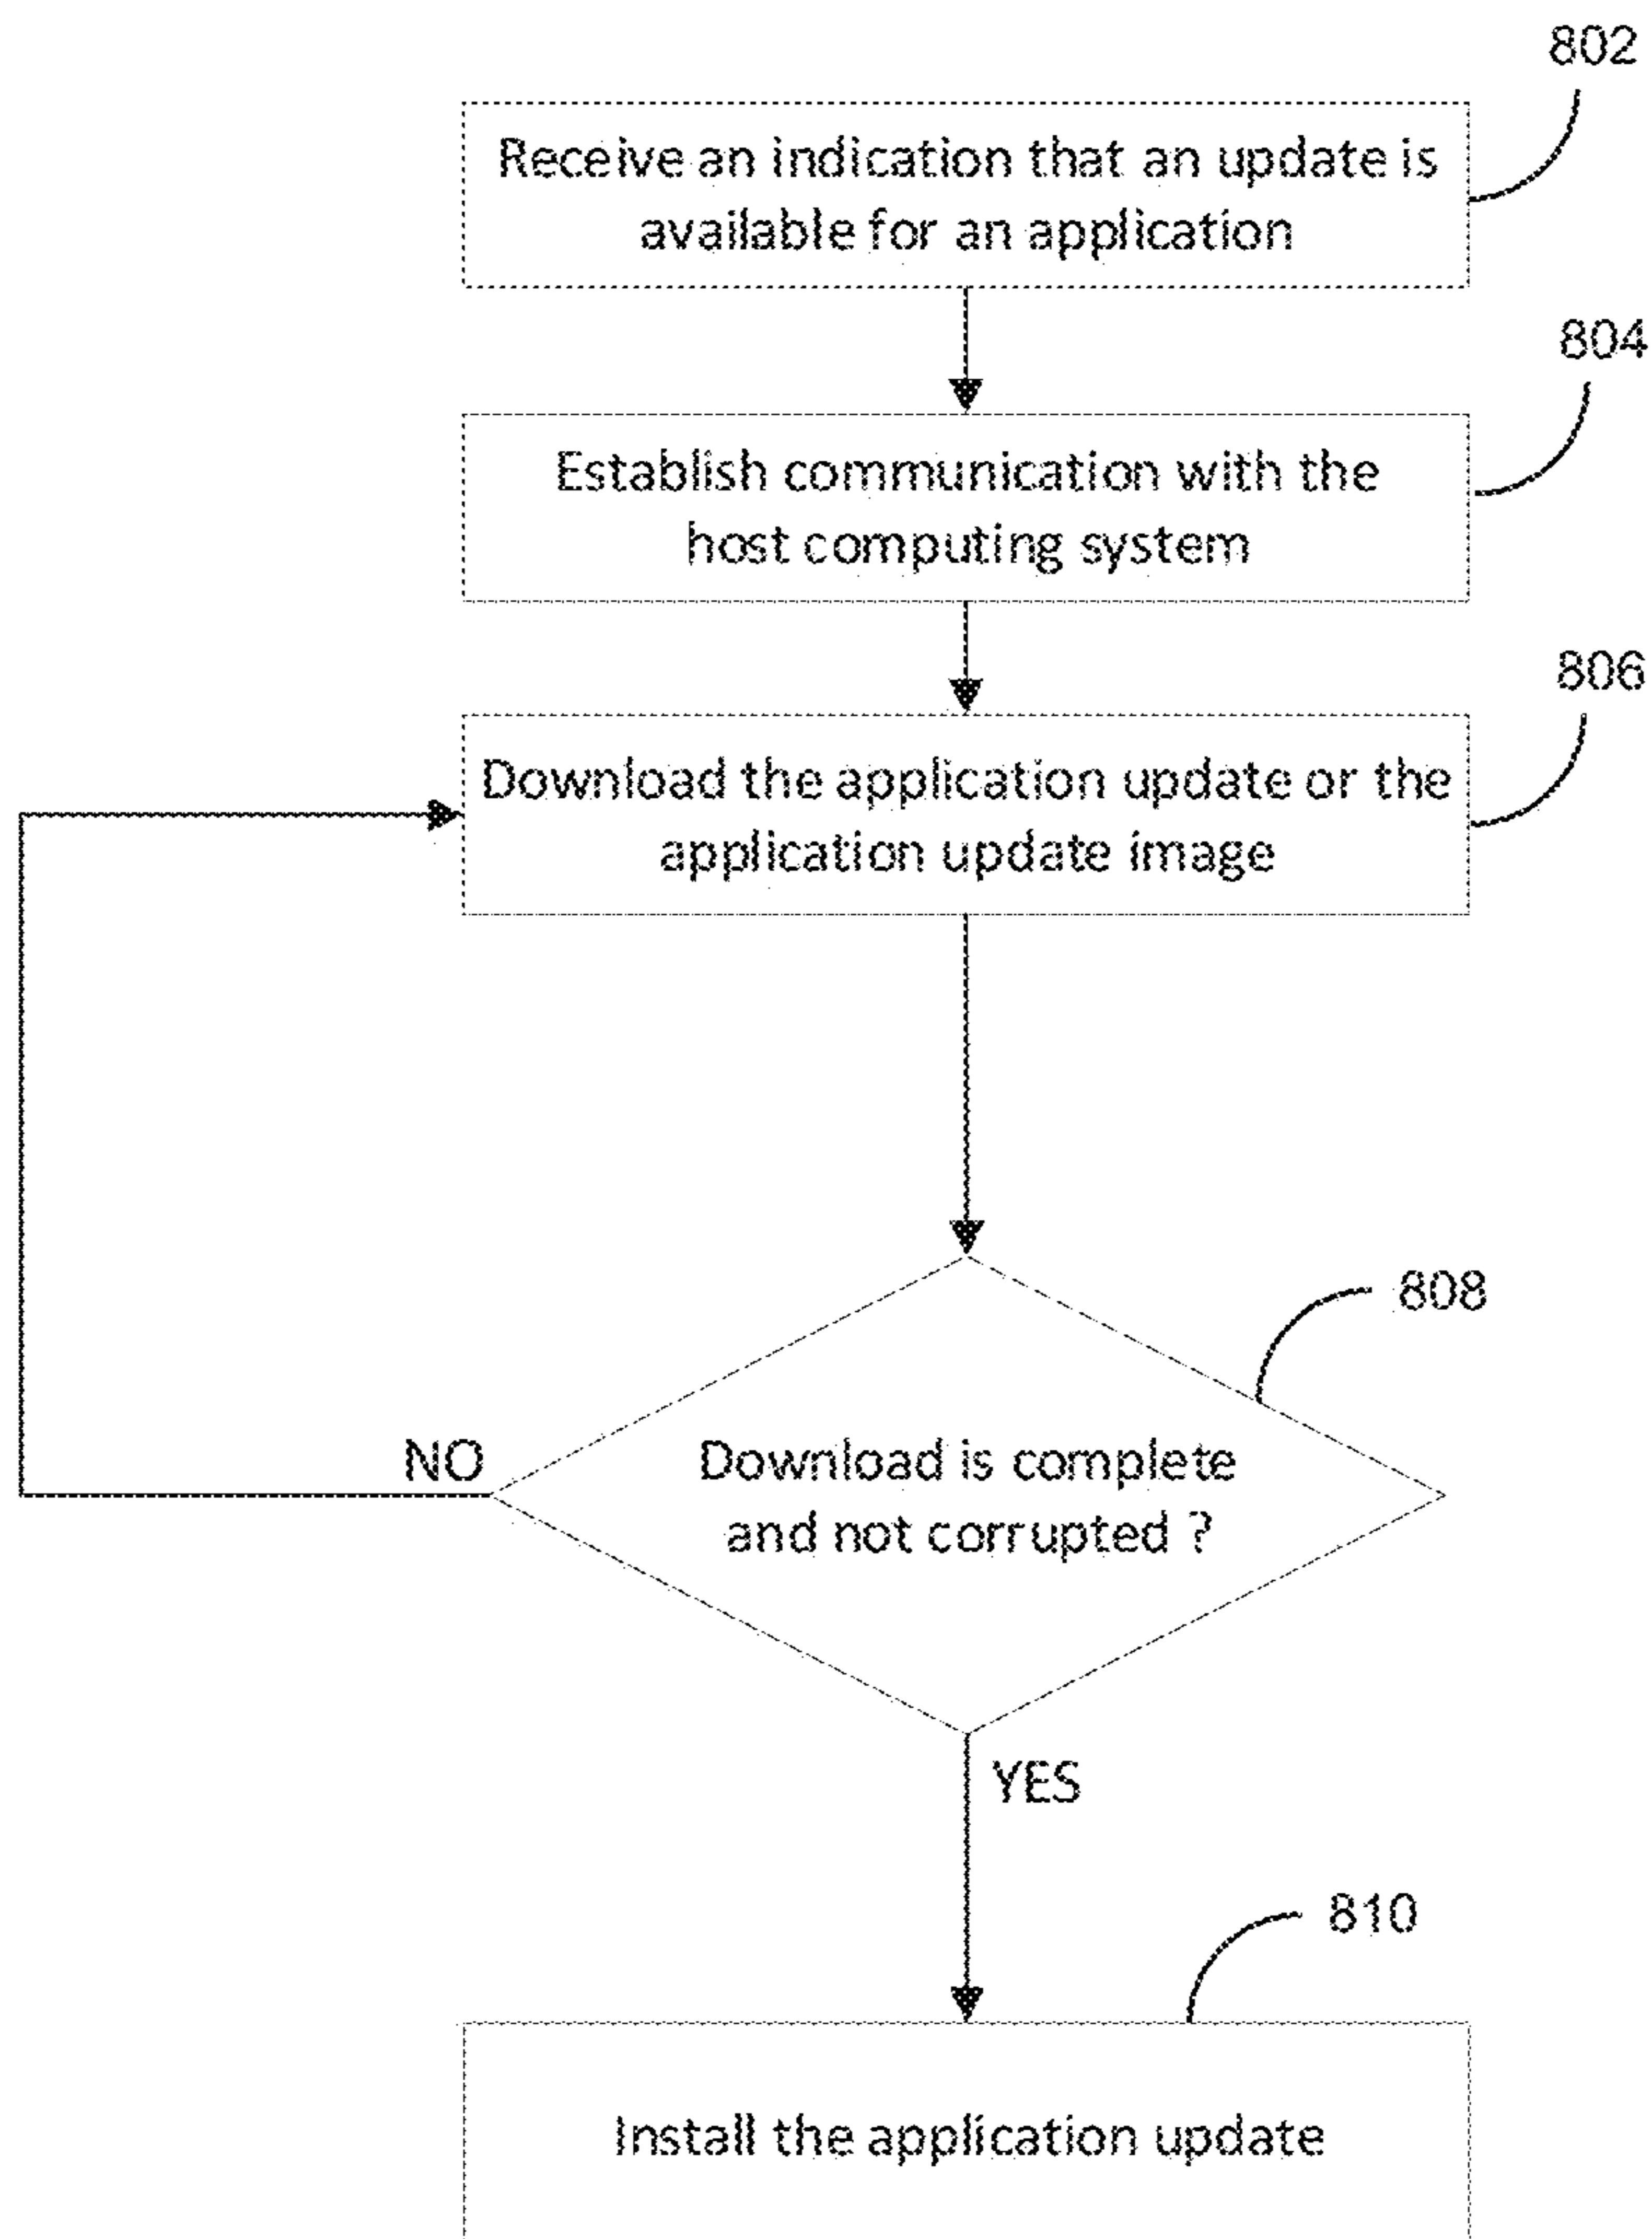 802
Receive an indication that an update is
available for an application
804
Establish communication with the
host computing system
806
Download the application update or the
application update image
808
NO
Download is complete
and not corrupted ?
YES
810
Install the application update